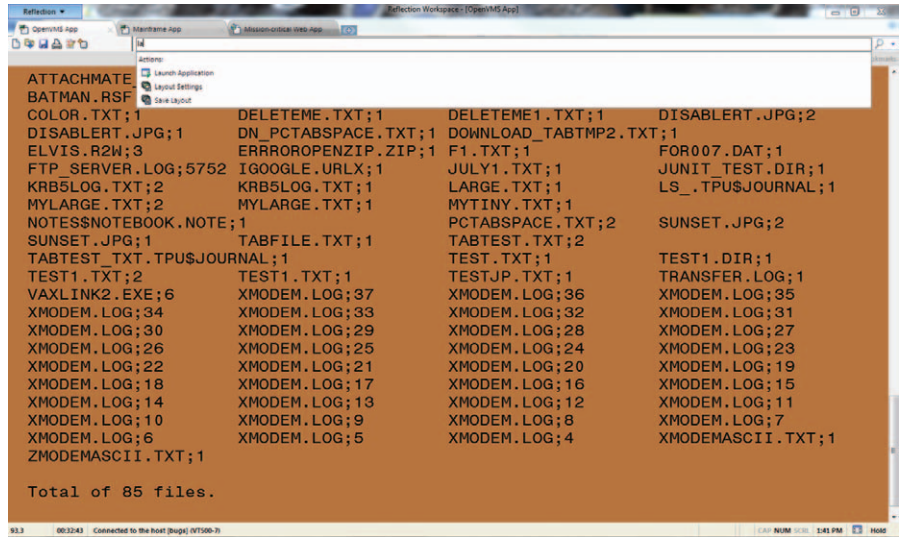 Reflection
Reflection Workspace - [OpenVMS App]
OpenVMS App Mainframe App Mission-critical Web App
la
Actions:
Launch Application
Layout Settings
Save Layout
ATTACHMATE
BATMAN.RSF
COLOR.TXT;1 DELETEME.TXT;1 DELETEME1.TXT;1 DISABLERT.JPG;2
DISABLERT.JPG;1 DN_PCTABSPACE.TXT;1 DOWNLOAD_TABTMP2.TXT;1
ELVIS.R2W;3 ERRROROPENZIP.ZIP;1 F1.TXT;1 FOR007.DAT;1
FTP_SERVER.LOG;5752 IGOOGLE.URLX;1 JULY1.TXT;1 JUNIT_TEST.DIR;1
KRB5LOG.TXT;2 KRB5LOG.TXT;1 LARGE.TXT;1 LS_.TPU$JOURNAL;1
MYLARGE.TXT;2 MYLARGE.TXT;1 MYTINY.TXT;1
NOTES$NOTEBOOK.NOTE;1 PCTABSPACE.TXT;2 SUNSET.JPG;2
SUNSET.JPG;1 TABFILE.TXT;1 TABTEST.TXT;2
TABTEST_TXT.TPU$JOURNAL;1 TEST.TXT;1 TEST1.DIR;1
TEST1.TXT;2 TEST1.TXT;1 TESTJP.TXT;1 TRANSFER.LOG;1
VAXLINK2.EXE;6 XMODEM.LOG;37 XMODEM.LOG;36 XMODEM.LOG;35
XMODEM.LOG;34 XMODEM.LOG;33 XMODEM.LOG;32 XMODEM.LOG;31
XMODEM.LOG;30 XMODEM.LOG;29 XMODEM.LOG;28 XMODEM.LOG;27
XMODEM.LOG;26 XMODEM.LOG;25 XMODEM.LOG;24 XMODEM.LOG;23
XMODEM.LOG;22 XMODEM.LOG;21 XMODEM.LOG;20 XMODEM.LOG;19
XMODEM.LOG;18 XMODEM.LOG;17 XMODEM.LOG;16 XMODEM.LOG;15
XMODEM.LOG;14 XMODEM.LOG;13 XMODEM.LOG;12 XMODEM.LOG;11
XMODEM.LOG;10 XMODEM.LOG;9 XMODEM.LOG;8 XMODEM.LOG;7
XMODEM.LOG;6 XMODEM.LOG;5 XMODEM.LOG;4 XMODEMASCII.TXT;1
ZMODEMASCII.TXT;1
Total of 85 files.
93,3 00:32:43 Connected to the host [bugs] (VT500-7) CAP NUM SCRL 1:41 PM Hold